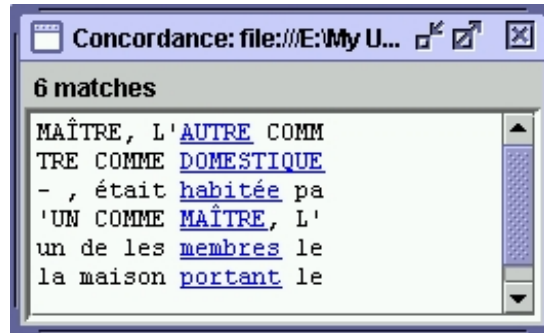 Concordance: file:///E:\My U...
6 matches
MAÎTRE, L'AUTRE COMM
TRE COMME DOMESTIQUE
- , était habitée pa
'UN COMME MAÎTRE, L'
un de les membres le
la maison portant le